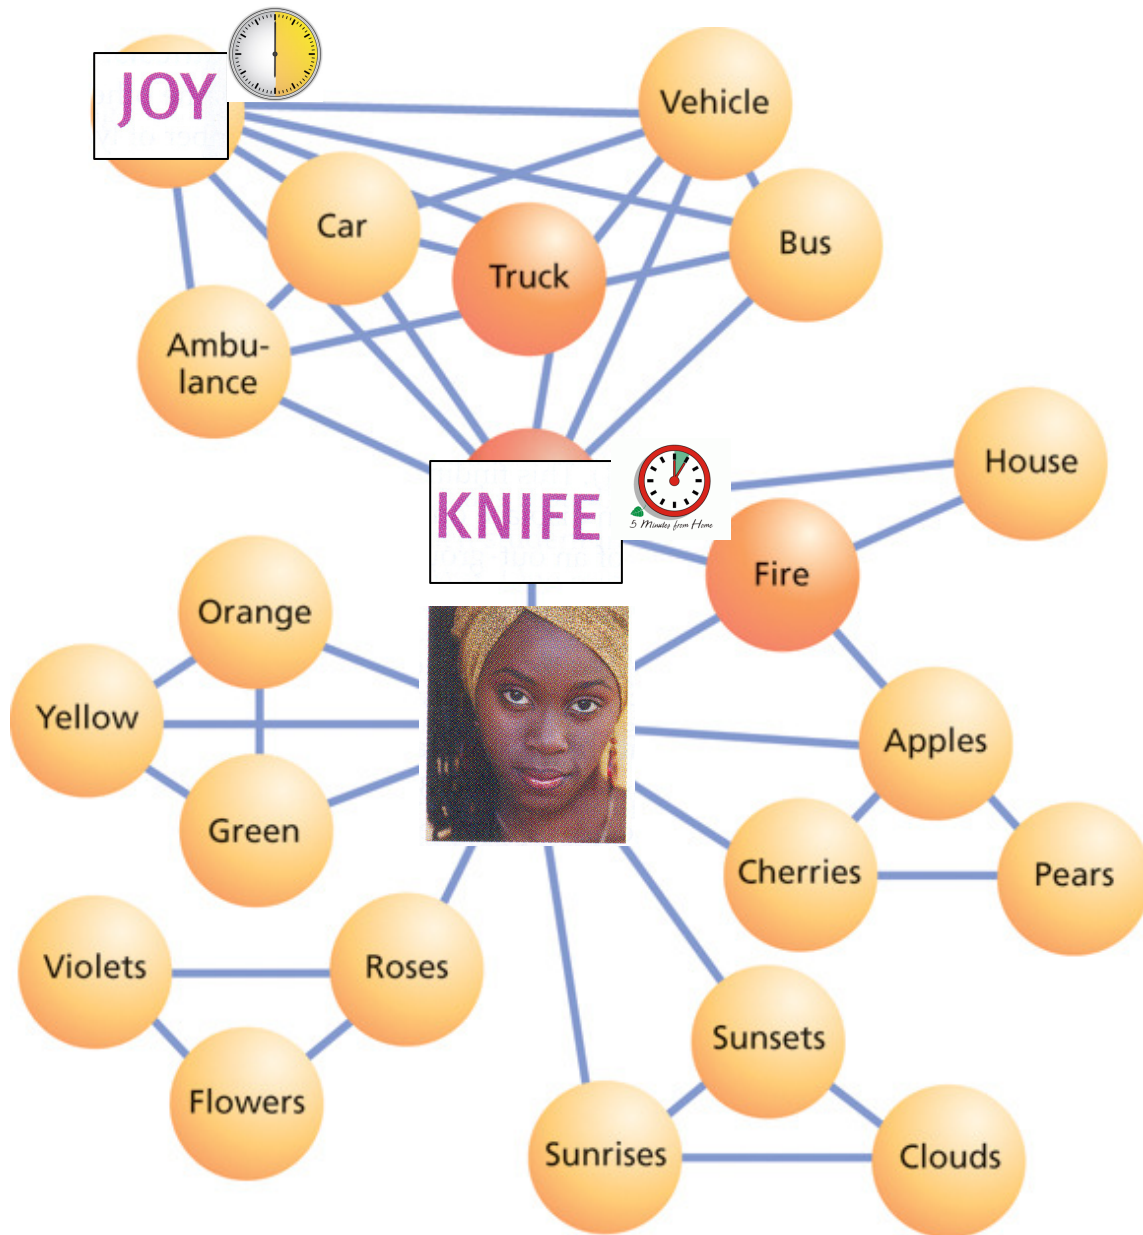 JOY
Vehicle
Car
Bus
Truck
Ambu-
lance
House
KNIFE
5 Minutes from Home
Fire
Orange
Yellow
Apples
Green
Cherries
Pears
Violets
Roses
Sunsets
Flowers
Sunrises
Clouds